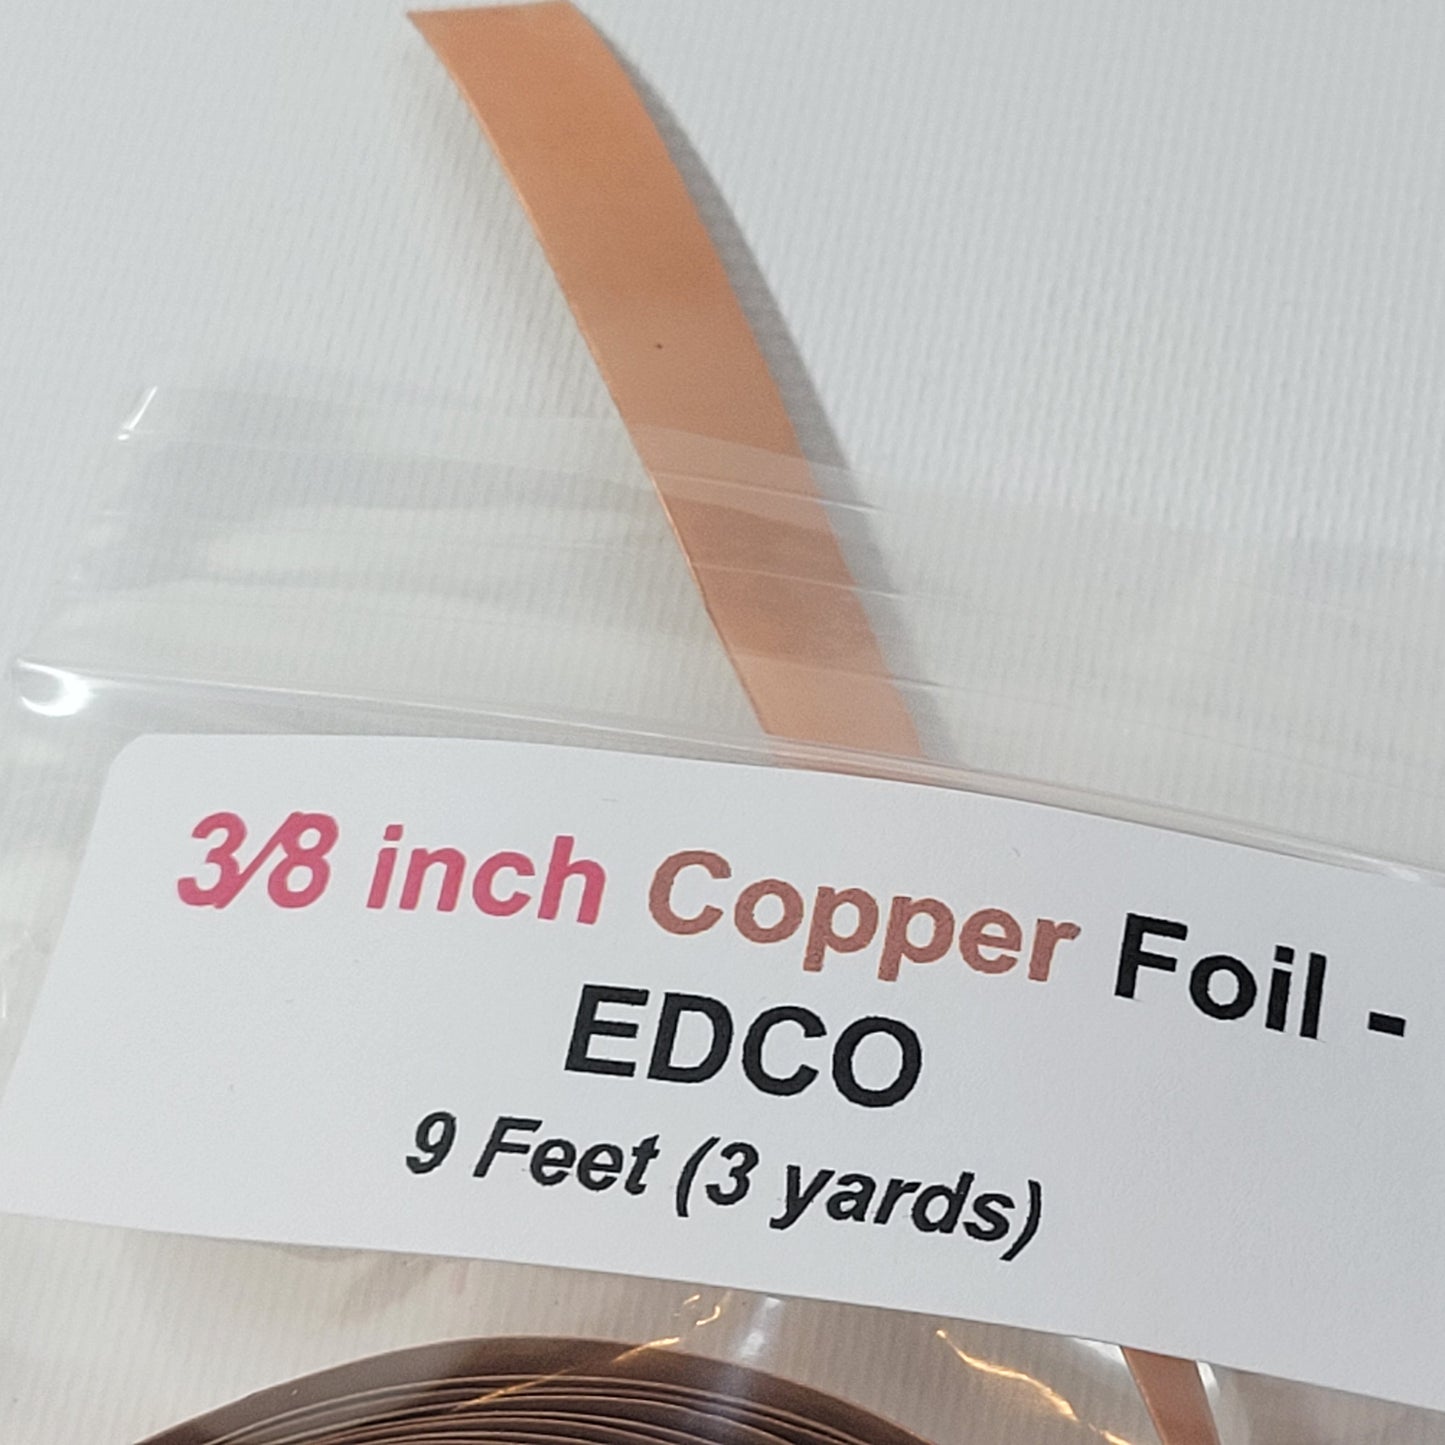 3/8 inch Copper Foil -
EDCO
9 Feet (3 yards)